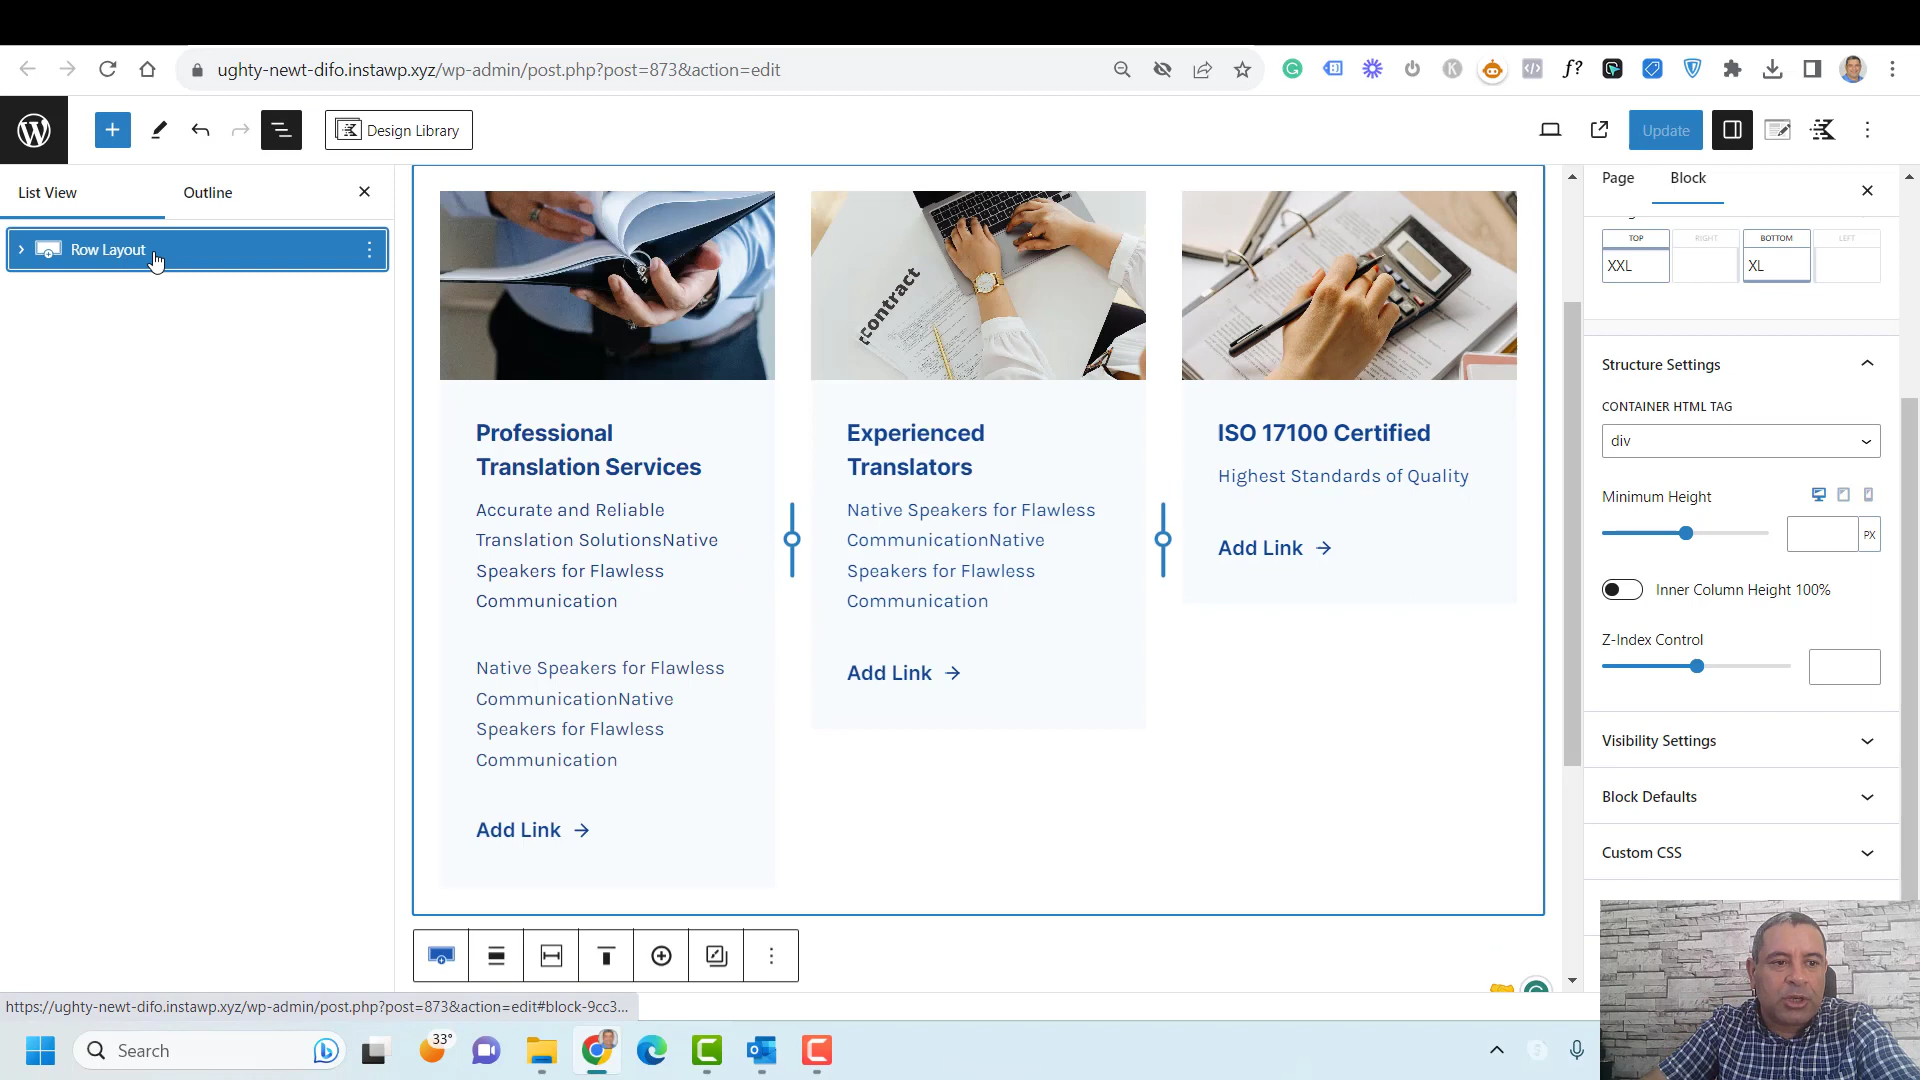 ughty-newt-difo.instawp.xyz/wp-admin/post.php?post=873&action=edit
Design Library
Update
List View
Outline
Page
Block
Row Layout
TOP
RIGHT
BOTTOM
LEFT
XXL
XL
Structure Settings
CONTAINER HTML TAG
div
Minimum Height
PX
Inner Column Height 100%
Z-Index Control
Visibility Settings
Block Defaults
Custom CSS
contract
Professional
Translation Services
Accurate and Reliable
Translation SolutionsNative
Speakers for Flawless
Communication
Native Speakers for Flawless
CommunicationNative
Speakers for Flawless
Communication
Add Link
Experienced
Translators
Native Speakers for Flawless
CommunicationNative
Speakers for Flawless
Communication
Add Link
ISO 17100 Certified
Highest Standards of Quality
Add Link
https://ughty-newt-difo.instawp.xyz/wp-admin/post.php?post=873&action=edit#block-9cc3...
Search
33°